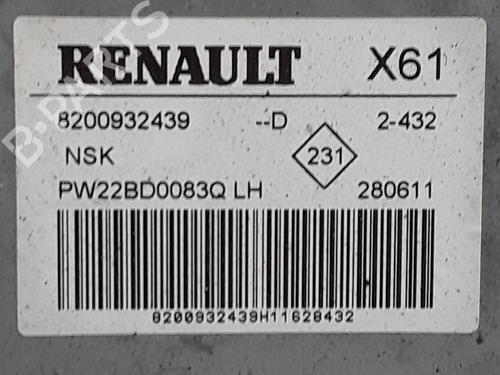 RENAULT X61
8200932439 --D 2-432
NSK 231
PW22BD0083Q LH 280611
8200932439H11628432
B-PARTS